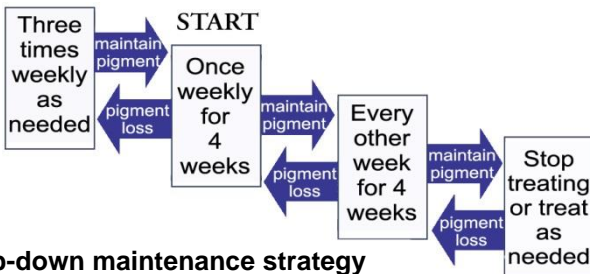 START
Three
times
weekly
as
needed
maintain
pigment
pigment
loss
Once
weekly
for
4
weeks
maintain
pigment
pigment
loss
Every
other
week
for 4
weeks
maintain
pigment
pigment
loss
Stop
treating
or treat
as
needed
-down maintenance strategy